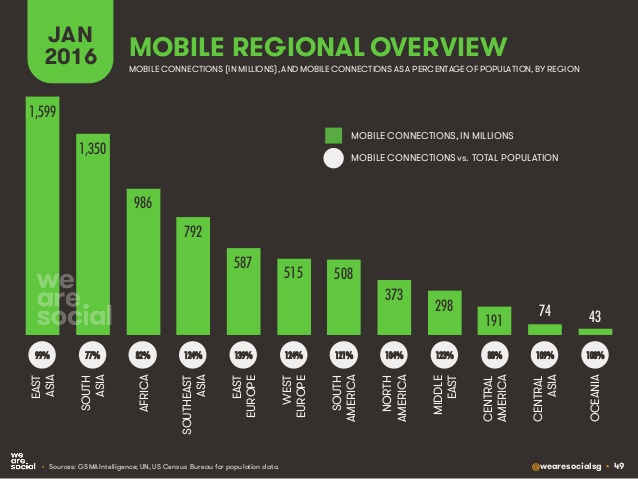 JAN
2016
MOBILE REGIONAL OVERVIEW
MOBILE CONNECTIONS (IN MILLIONS), AND MOBILE CONNECTIONS AS A PERCENTAGE OF POPULATION, BY REGION
MOBILE CONNECTIONS, IN MILLIONS
MOBILE CONNECTIONS vs. TOTAL POPULATION
1,599
1,350
986
792
587
515
508
373
298
191
74
43
we
are
social
99%
77%
82%
124%
139%
124%
121%
104%
123%
89%
109%
108%
EAST
ASIA
SOUTH
ASIA
AFRICA
SOUTHEAST
ASIA
EAST
EUROPE
WEST
EUROPE
SOUTH
AMERICA
NORTH
AMERICA
MIDDLE
EAST
CENTRAL
AMERICA
CENTRAL
ASIA
OCEANIA
we
are
social
• Sources: GSMA Intelligence; UN, US Census Bureau for population data.
@wearesocialsg • 49